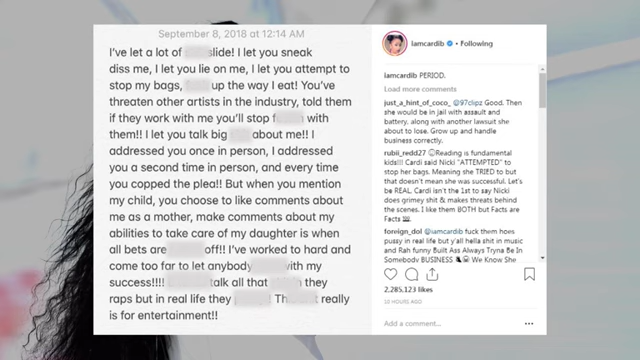 September 8, 2018 at 12:14 AM
I've let a lot of slide! I let you sneak
diss me, I let you lie on me, I let you attempt to
stop my bags, up the way I eat! You've
threaten other artists in the industry, told them
if they work with me you'll stop f with
them!! I let you talk big about me!! I
addressed you once in person, I addressed
you a second time in person, and every time
you copped the plea!! But when you mention
my child, you choose to like comments about
me as a mother, make comments about my
abilities to take care of my daughter is when
all bets are off!! I've worked to hard and
come too far to let anybody with my
success!!!! talk all that they
raps but in real life they ! Th really
is for entertainment!!
iamcardib • Following
iamcardib PERIOD.
Load more comments
just_a_hint_of_coco_ @97clipz Good. Then
she would be in jail with assault and
battery, along with another lawsuit she
about to lose. Grow up and handle
business correctly.
rubii_redd27 Reading is fundamental
kids!!! Cardi said Nicki "ATTEMPTED" to
stop her bags. Meaning she TRIED to but
that doesn't mean she was successful. Let's
be REAL. Cardi isn't the 1st to say Nicki
does grimey shit & makes threats behind
the scenes. I like them BOTH but Facts are
Facts 💯.
foreign_dol @iamcardib fuck them hoes
pussy in real life but y'all hella shit in music
and Rah funny Built Ass Always Tryna Be In
Somebody BUSINESS We Know She
2,285,123 likes
10 HOURS AGO
Add a comment...